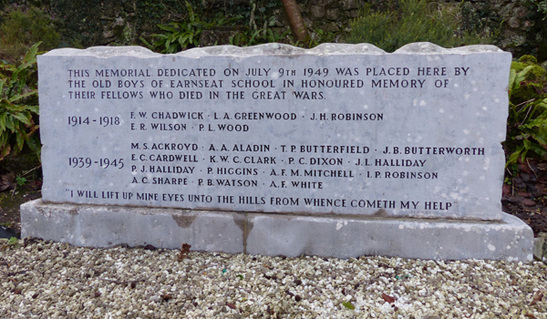 THIS MEMORIAL DEDICATED ON JULY 9TH 1949 WAS PLACED HERE BY
THE OLD BOYS OF EARNSEAT SCHOOL IN HONOURED MEMORY OF
THEIR FELLOWS WHO DIED IN THE GREAT WARS.
1914-1918 F.W. CHADWICK · L.A. GREENWOOD · J.H. ROBINSON
E.R. WILSON · P.L. WOOD
M.S. ACKROYD · A.A. ALADIN · T.P. BUTTERFIELD · J.B. BUTTERWORTH
1939-1945 E.C. CARDWELL · K.W.C. CLARK · P.C. DIXON · J.L. HALLIDAY
P.J. HALLIDAY · P. HIGGINS · A.F.M. MITCHELL · I.P. ROBINSON
A.C. SHARPE · P.B. WATSON · A.F. WHITE
"I WILL LIFT UP MINE EYES UNTO THE HILLS FROM WHENCE COMETH MY HELP"